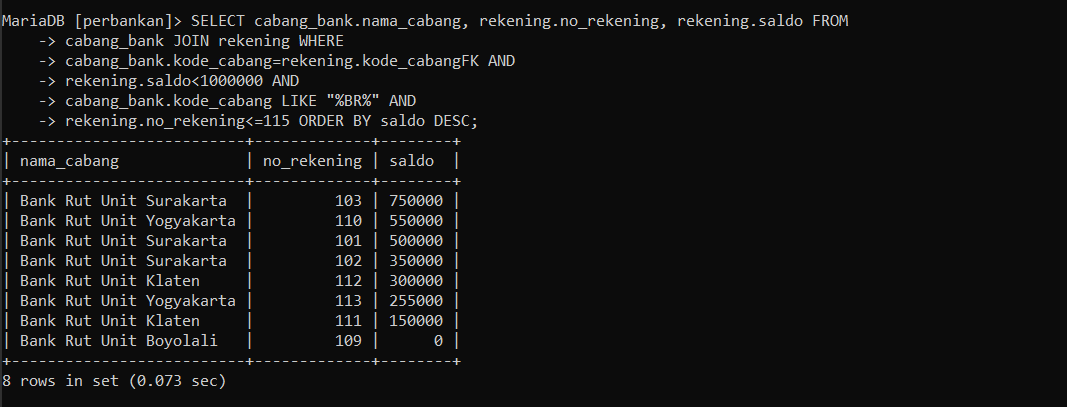 MariaDB [perbankan]> SELECT cabang_bank.nama_cabang, rekening.no_rekening, rekening.saldo FROM
    -> cabang_bank JOIN rekening WHERE
    -> cabang_bank.kode_cabang=rekening.kode_cabangFK AND
    -> rekening.saldo<1000000 AND
    -> cabang_bank.kode_cabang LIKE "%BR%" AND
    -> rekening.no_rekening<=115 ORDER BY saldo DESC;
+--------------------------+-------------+--------+
| nama_cabang              | no_rekening | saldo  |
+--------------------------+-------------+--------+
| Bank Rut Unit Surakarta  |         103 | 750000 |
| Bank Rut Unit Yogyakarta |         110 | 550000 |
| Bank Rut Unit Surakarta  |         101 | 500000 |
| Bank Rut Unit Surakarta  |         102 | 350000 |
| Bank Rut Unit Klaten     |         112 | 300000 |
| Bank Rut Unit Yogyakarta |         113 | 255000 |
| Bank Rut Unit Klaten     |         111 | 150000 |
| Bank Rut Unit Boyolali   |         109 |      0 |
+--------------------------+-------------+--------+
8 rows in set (0.073 sec)